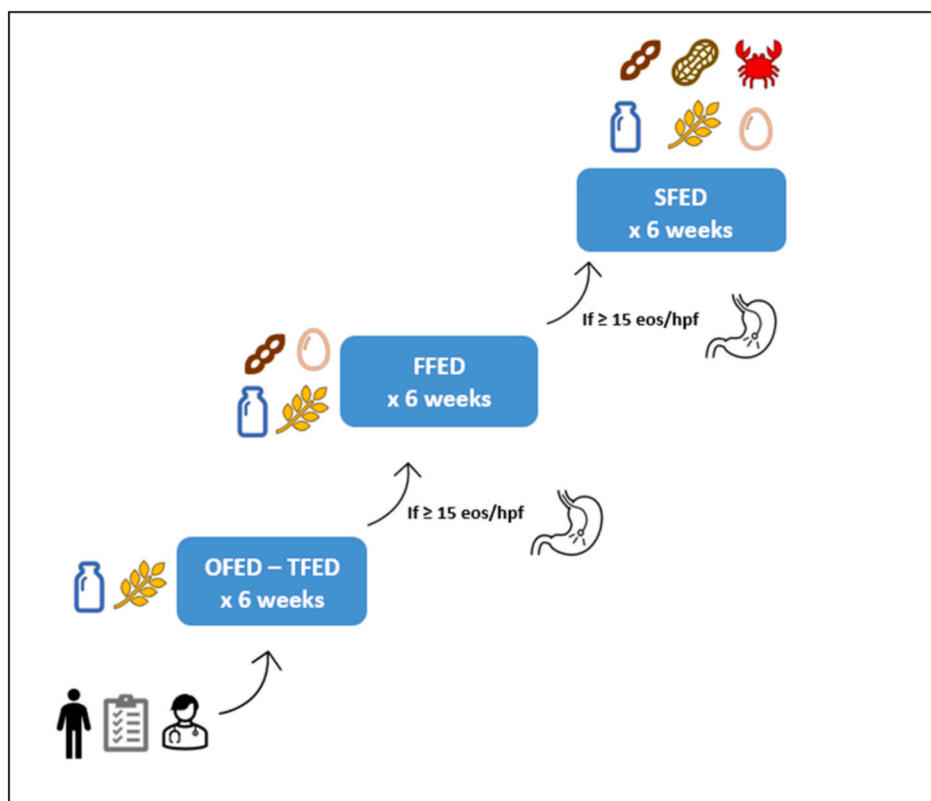 SFED
x 6 weeks
If ≥ 15 eos/hpf
FFED
x 6 weeks
If ≥ 15 eos/hpf
OFED – TFED
x 6 weeks